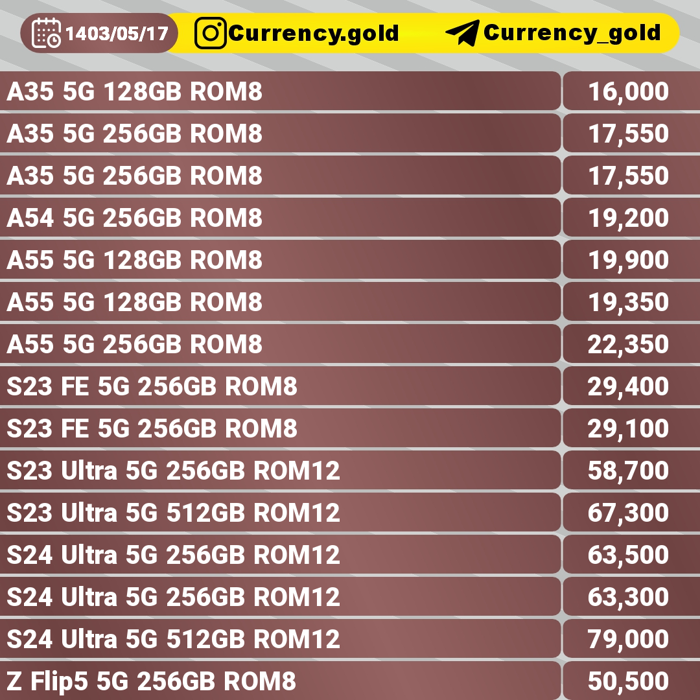 1403/05/17 Currency.gold Currency_gold
A35 5G 128GB ROM8 16,000
A35 5G 256GB ROM8 17,550
A35 5G 256GB ROM8 17,550
A54 5G 256GB ROM8 19,200
A55 5G 128GB ROM8 19,900
A55 5G 128GB ROM8 19,350
A55 5G 256GB ROM8 22,350
S23 FE 5G 256GB ROM8 29,400
S23 FE 5G 256GB ROM8 29,100
S23 Ultra 5G 256GB ROM12 58,700
S23 Ultra 5G 512GB ROM12 67,300
S24 Ultra 5G 256GB ROM12 63,500
S24 Ultra 5G 256GB ROM12 63,300
S24 Ultra 5G 512GB ROM12 79,000
Z Flip5 5G 256GB ROM8 50,500